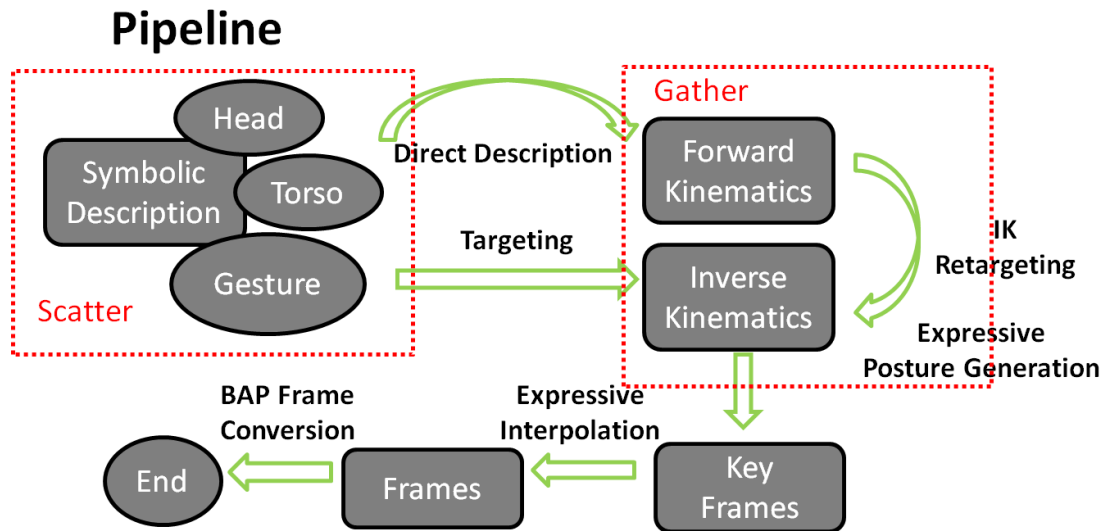 Pipeline
Head
Symbolic
Description
Torso
Gesture
Scatter
Direct Description
Targeting
Gather
Forward
Kinematics
Inverse
Kinematics
IK
Retargeting
Expressive
Posture Generation
Key
Frames
Expressive
Interpolation
Frames
BAP Frame
Conversion
End